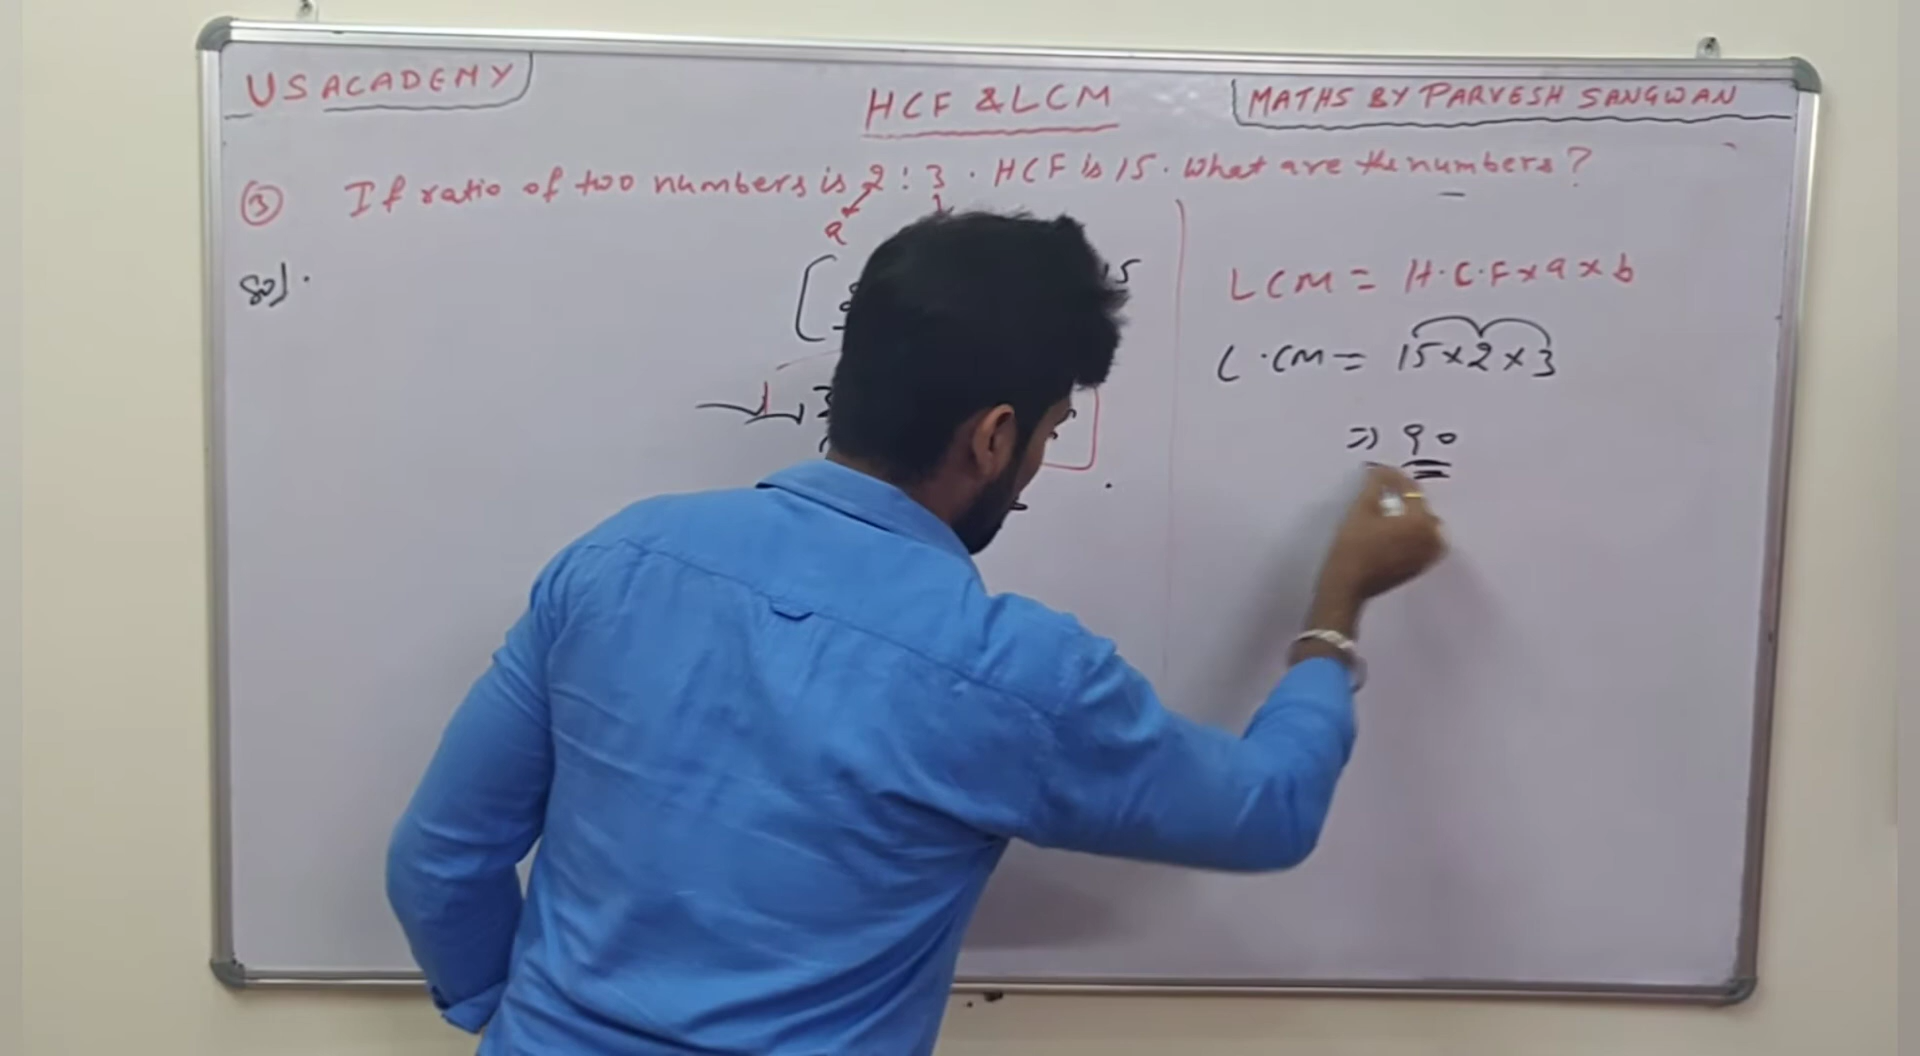 US ACADEMY
HCF & LCM
MATHS BY PARVESH SANGWAN
③ If ratio of two numbers is 2 : 3 . HCF is 15 . What are the numbers ?
a
Sol .
15
LCM = H.C.F x a x b
L.CM = 15 x 2 x 3
=> 90